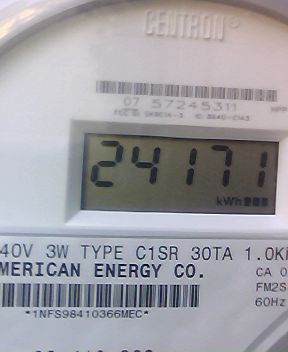 CENTRON®
07 57245311
24171
kWh
40V 3W TYPE C1SR 30TA 1.0K
MERICAN ENERGY CO.
CA 0
FM2S
60Hz
*1NFS98410366MEC*